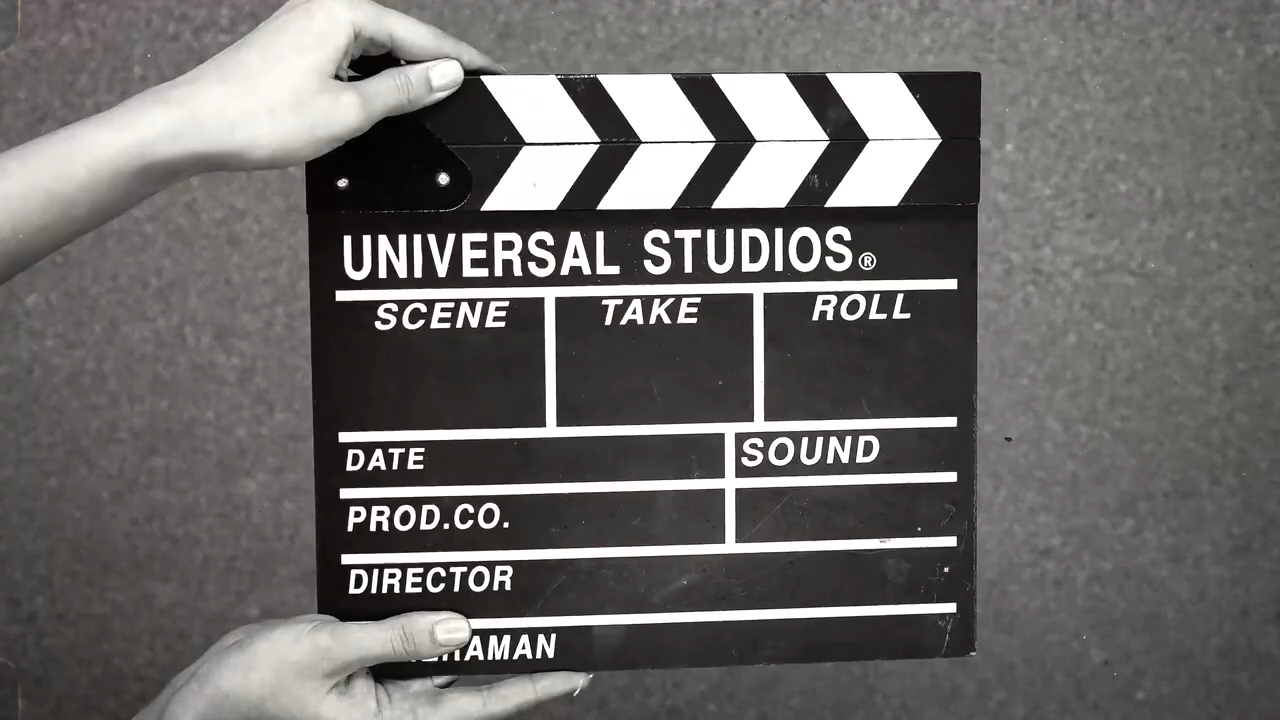 UNIVERSAL STUDIOS®
SCENE TAKE ROLL
DATE SOUND
PROD.CO.
DIRECTOR